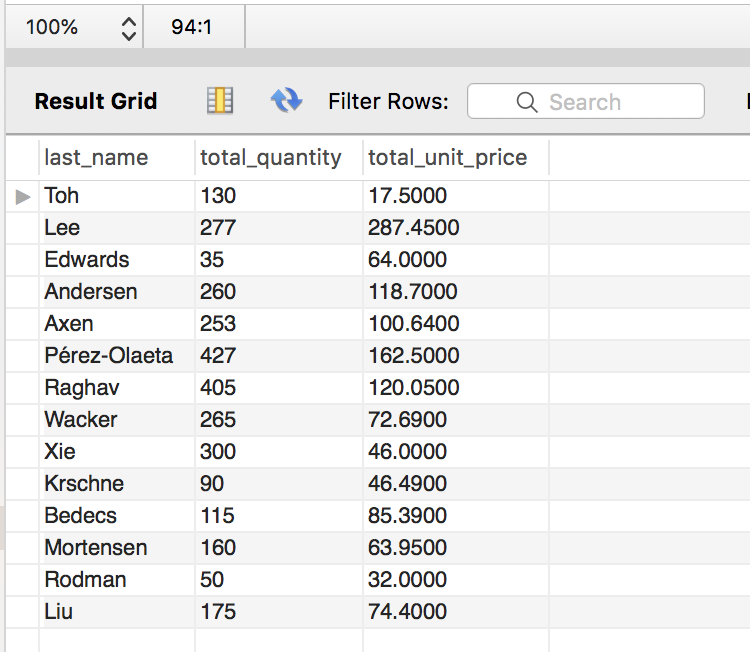 100% 94:1
Result Grid Filter Rows: Search
last_name total_quantity total_unit_price
Toh 130 17.5000
Lee 277 287.4500
Edwards 35 64.0000
Andersen 260 118.7000
Axen 253 100.6400
Pérez-Olaeta 427 162.5000
Raghav 405 120.0500
Wacker 265 72.6900
Xie 300 46.0000
Krschne 90 46.4900
Bedecs 115 85.3900
Mortensen 160 63.9500
Rodman 50 32.0000
Liu 175 74.4000